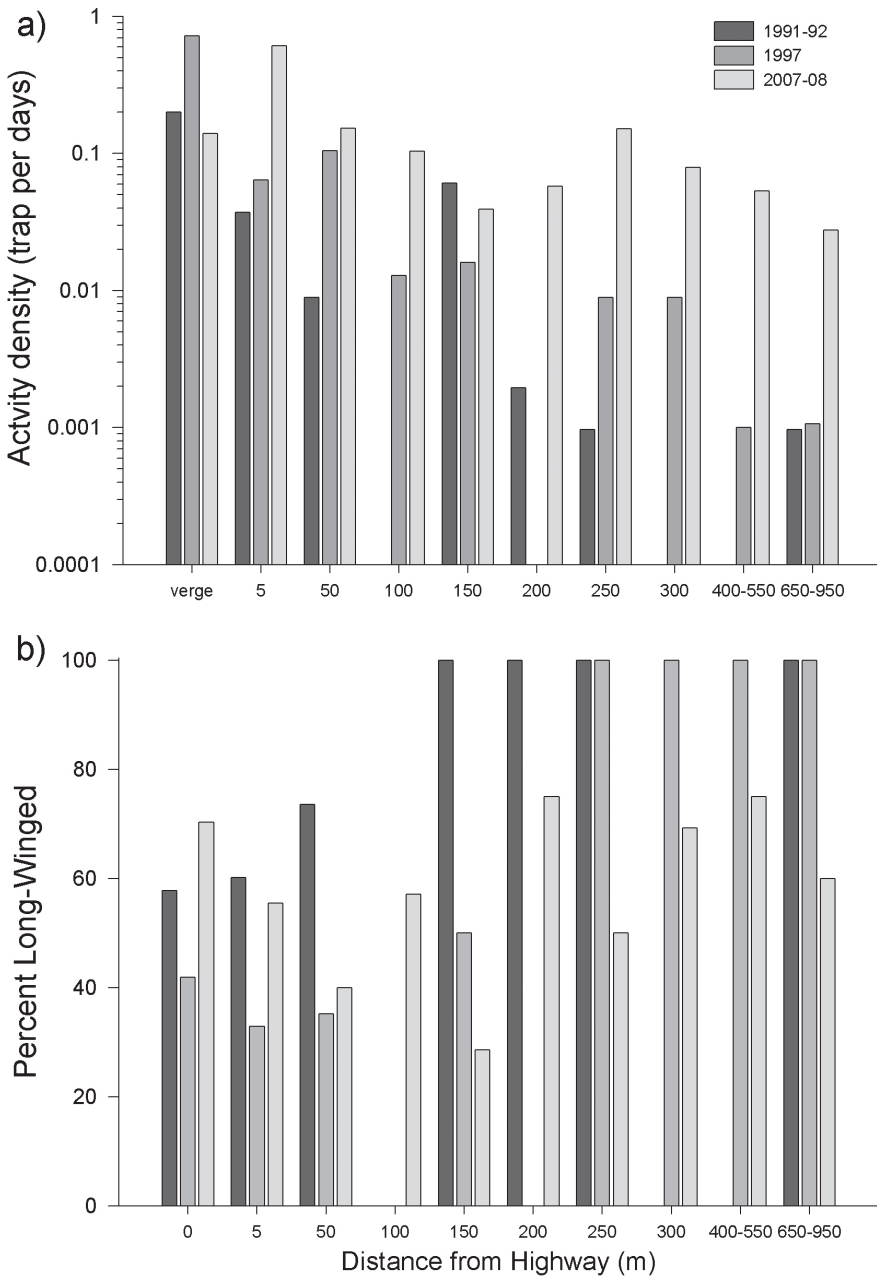 a)
Actvity density (trap per days)
1
0.1
0.01
0.001
0.0001
1991-92
1997
2007-08
verge 5 50 100 150 200 250 300 400-550 650-950
b)
Percent Long-Winged
100
80
60
40
20
0
0 5 50 100 150 200 250 300 400-550 650-950
Distance from Highway (m)